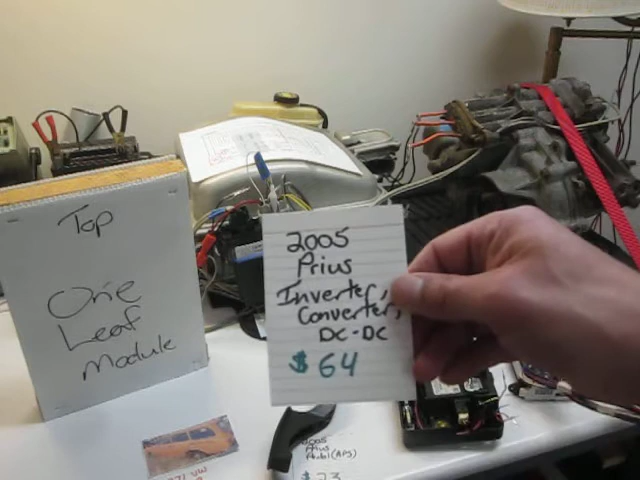 Top
One
Leaf
Module
2005
Prius
Inverter,
Converter,
DC-DC
$64
2005
Prius
$23